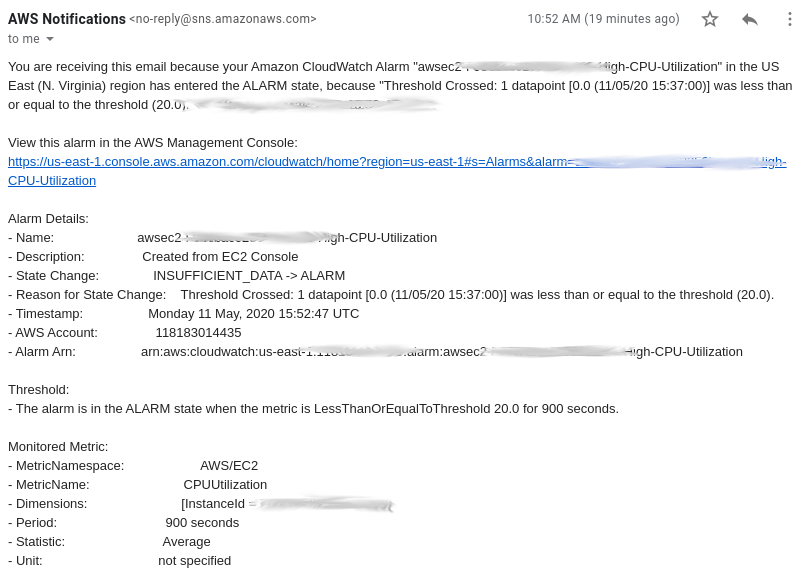 AWS Notifications <no-reply@sns.amazonaws.com> 10:52 AM (19 minutes ago)
to me
You are receiving this email because your Amazon CloudWatch Alarm "awsec2 High-CPU-Utilization" in the US
East (N. Virginia) region has entered the ALARM state, because "Threshold Crossed: 1 datapoint [0.0 (11/05/20 15:37:00)] was less than
or equal to the threshold (20.0).
View this alarm in the AWS Management Console:
https://us-east-1.console.aws.amazon.com/cloudwatch/home?region=us-east-1#s=Alarms&alarm= High-
CPU-Utilization
Alarm Details:
- Name: awsec2 High-CPU-Utilization
- Description: Created from EC2 Console
- State Change: INSUFFICIENT_DATA -> ALARM
- Reason for State Change: Threshold Crossed: 1 datapoint [0.0 (11/05/20 15:37:00)] was less than or equal to the threshold (20.0).
- Timestamp: Monday 11 May, 2020 15:52:47 UTC
- AWS Account: 118183014435
- Alarm Arn: arn:aws:cloudwatch:us-east- :alarm:awsec2 High-CPU-Utilization
Threshold:
- The alarm is in the ALARM state when the metric is LessThanOrEqualToThreshold 20.0 for 900 seconds.
Monitored Metric:
- MetricNamespace: AWS/EC2
- MetricName: CPUUtilization
- Dimensions: [InstanceId =
- Period: 900 seconds
- Statistic: Average
- Unit: not specified